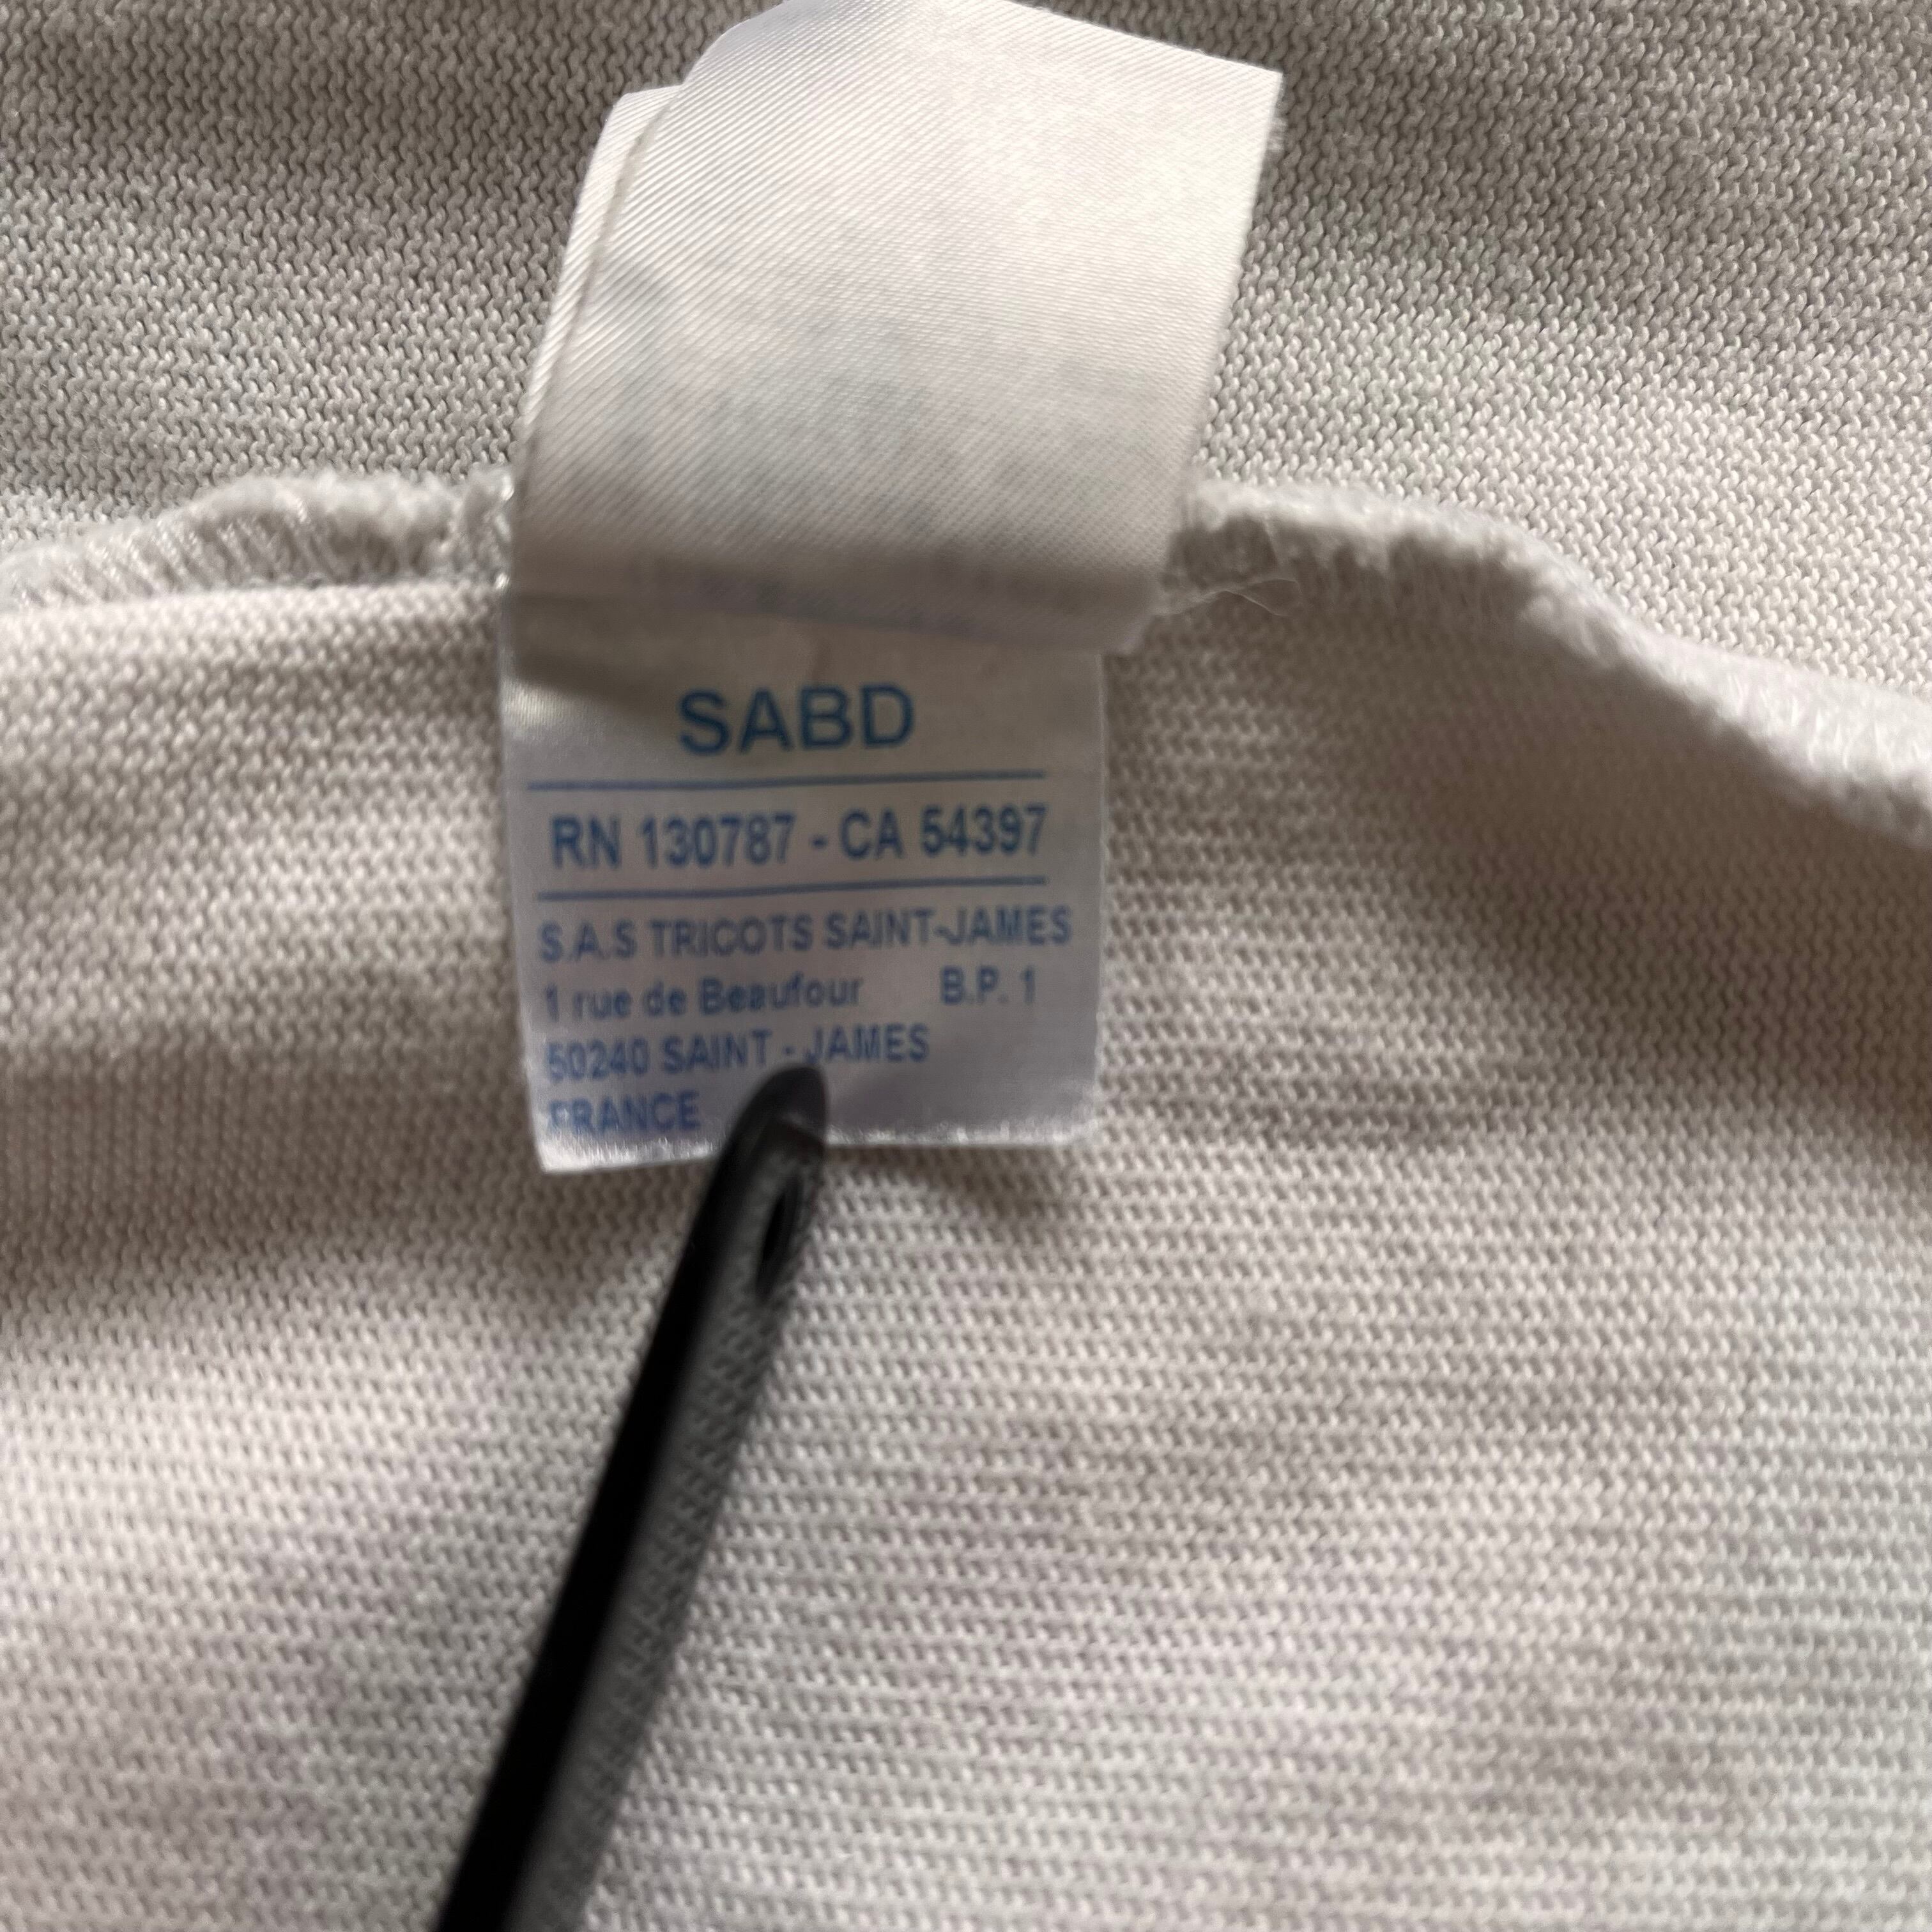 SABD
RN 130787 - CA 54397
S.A.S TRICOTS SAINT-JAMES
1 rue de Beaufour B.P. 1
50240 SAINT - JAMES
FRANCE